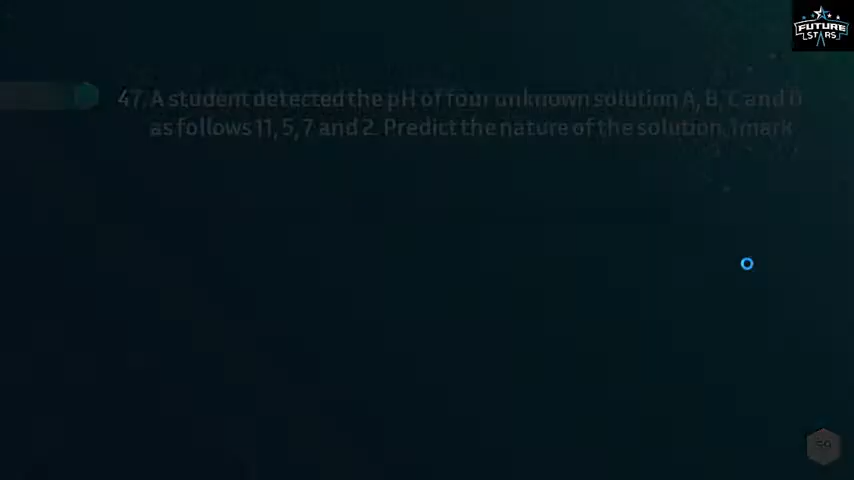 FUTURE
STARS
47. A student detected the pH of four unknown solution A, B, C and D
as follows 11, 5, 7 and 2. Predict the nature of the solution. 1mark